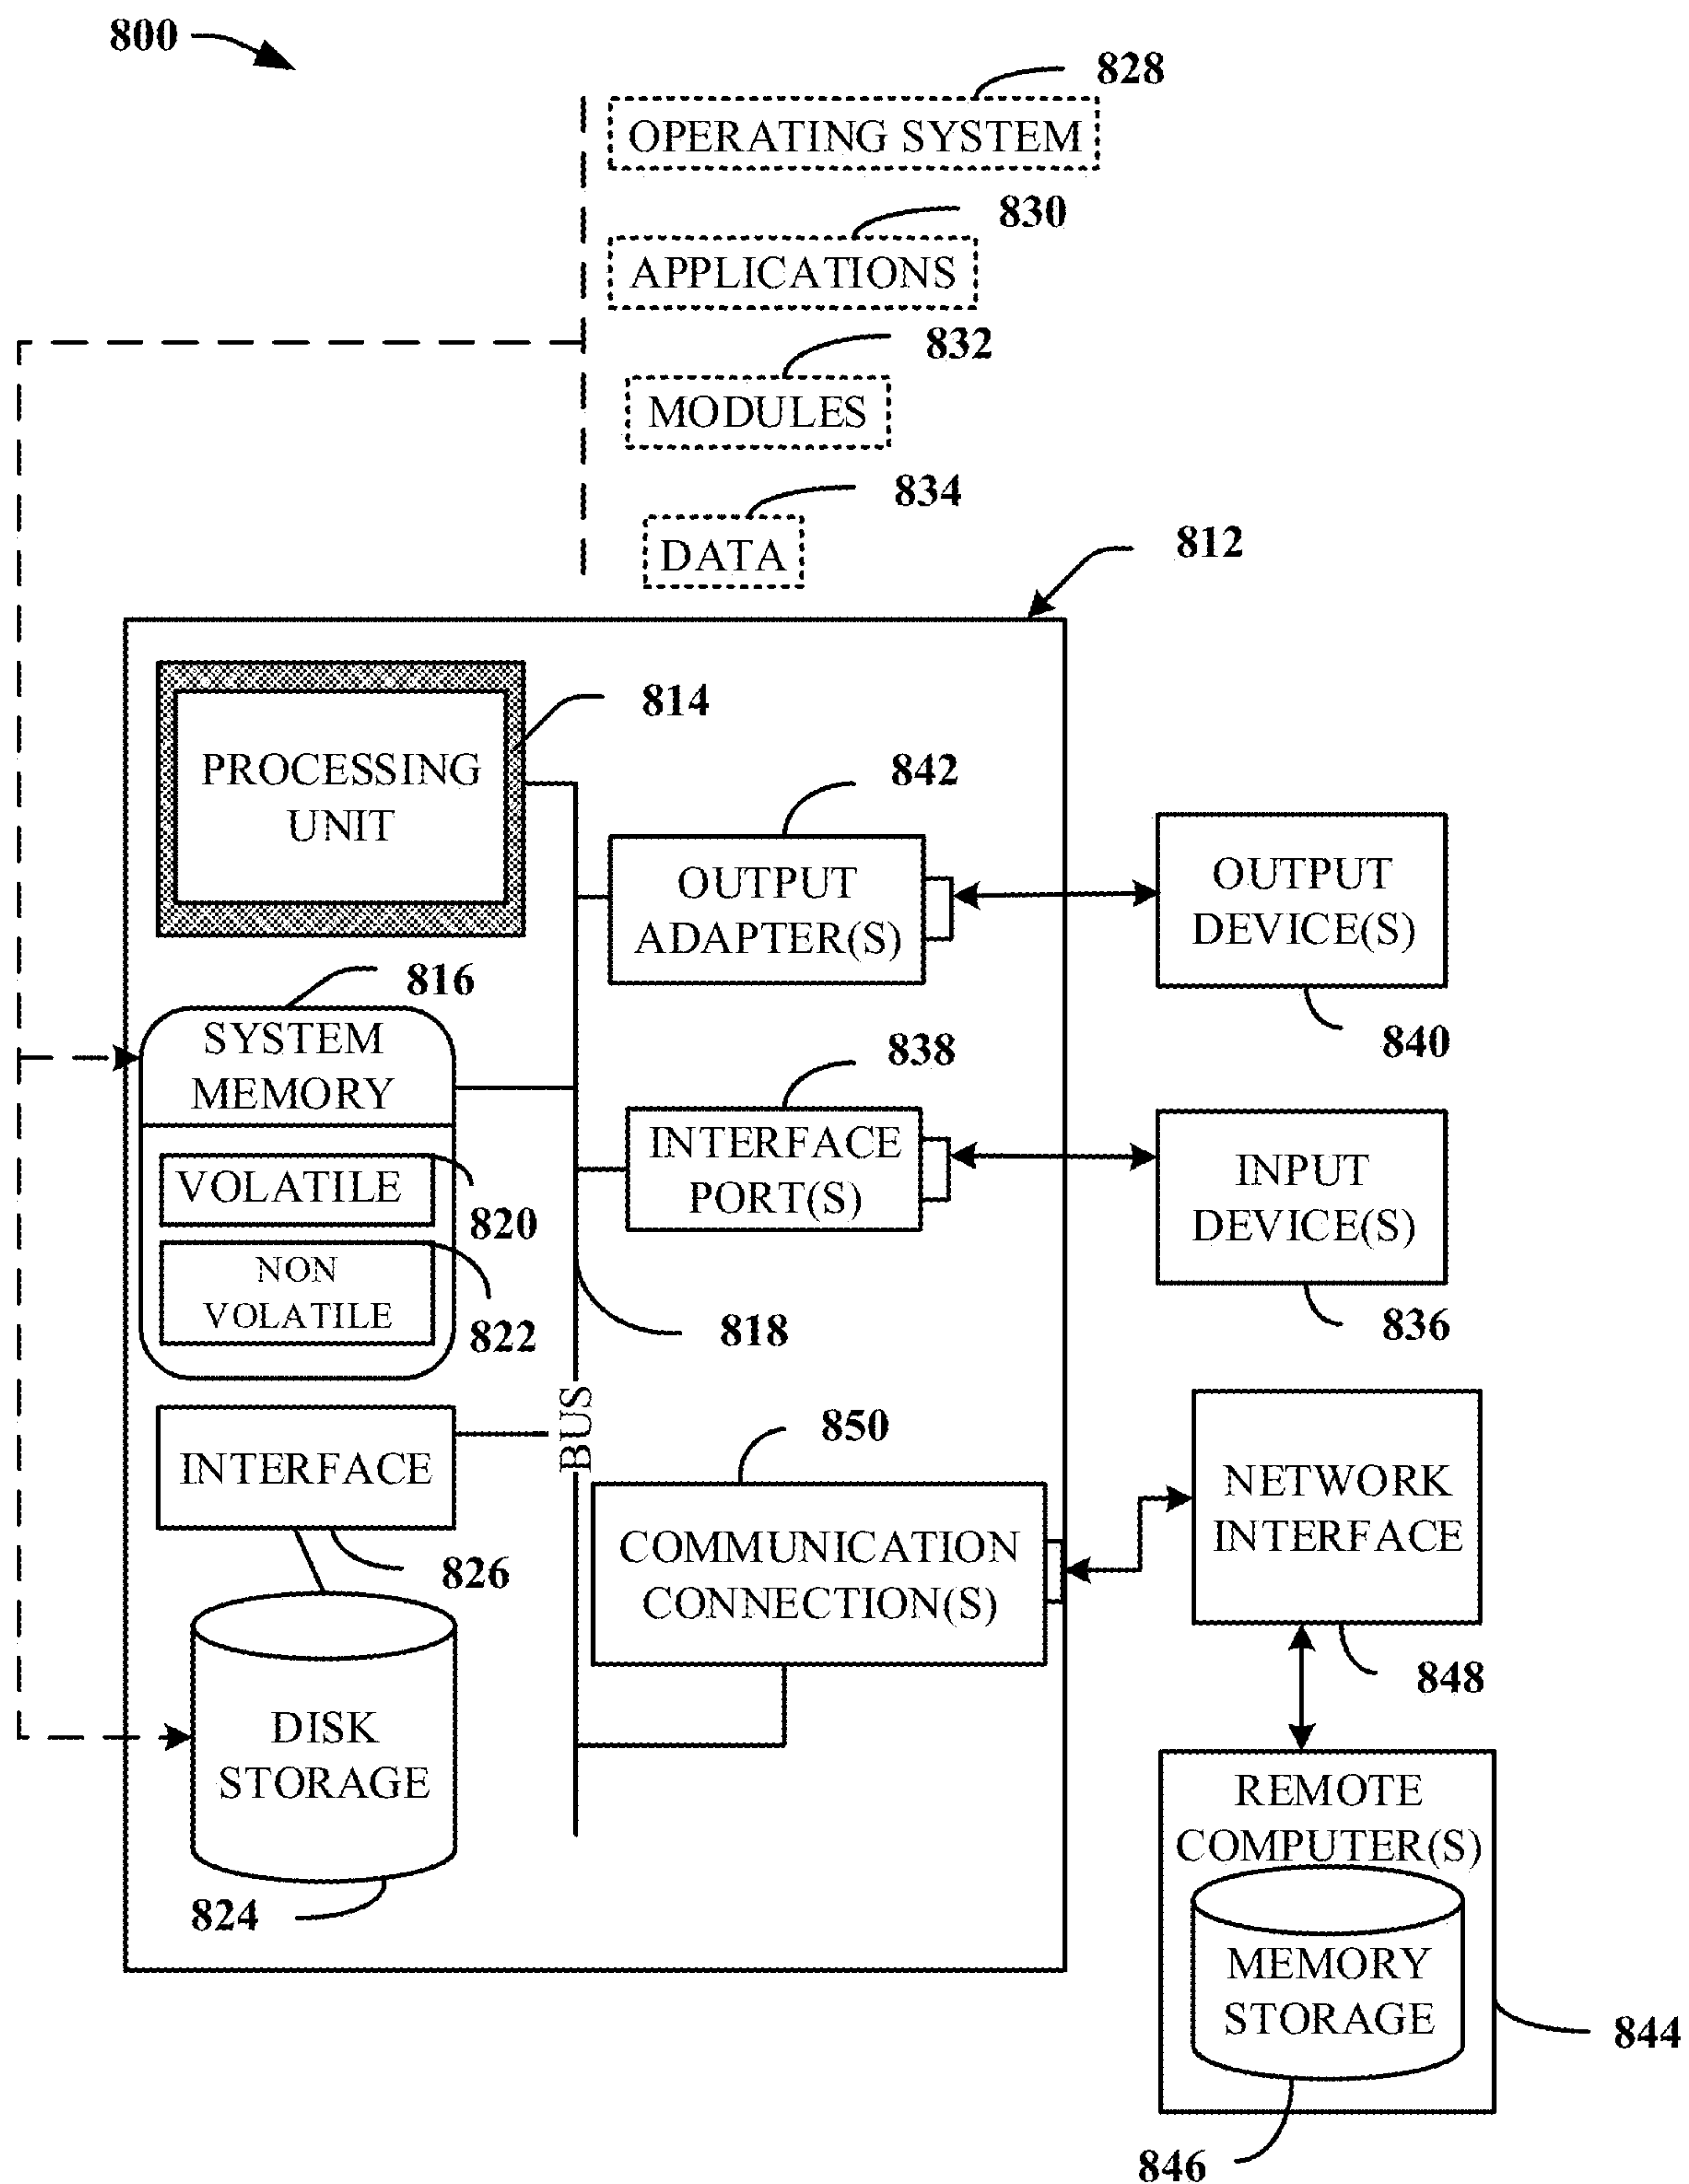 800
828
OPERATING SYSTEM
830
APPLICATIONS
832
MODULES
834
DATA
812
PROCESSING
UNIT
814
842
OUTPUT
ADAPTER(S)
OUTPUT
DEVICE(S)
840
816
SYSTEM
MEMORY
VOLATILE
820
NON
VOLATILE
822
838
INTERFACE
PORT(S)
INPUT
DEVICE(S)
836
818
BUS
INTERFACE
826
850
COMMUNICATION
CONNECTION(S)
NETWORK
INTERFACE
848
DISK
STORAGE
824
REMOTE
COMPUTER(S)
MEMORY
STORAGE
844
846